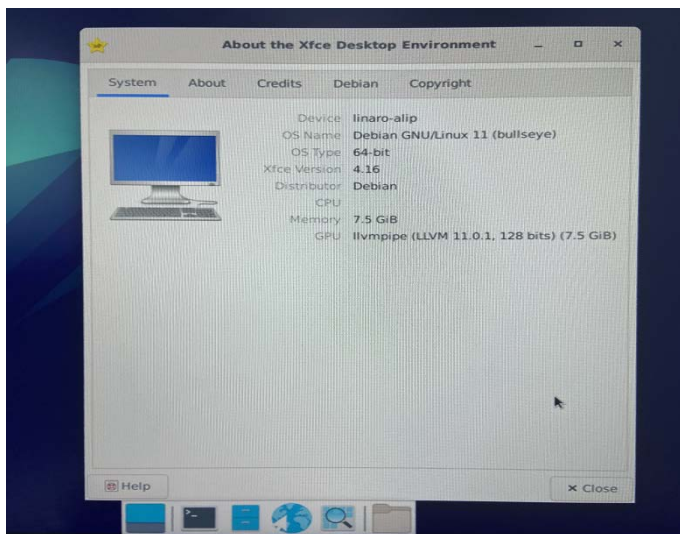 About the Xfce Desktop Environment
System About Credits Debian Copyright
Device linaro-alip
OS Name Debian GNU/Linux 11 (bullseye)
OS Type 64-bit
Xfce Version 4.16
Distributor Debian
CPU
Memory 7.5 GiB
GPU llvmpipe (LLVM 11.0.1, 128 bits) (7.5 GiB)
Help
Close